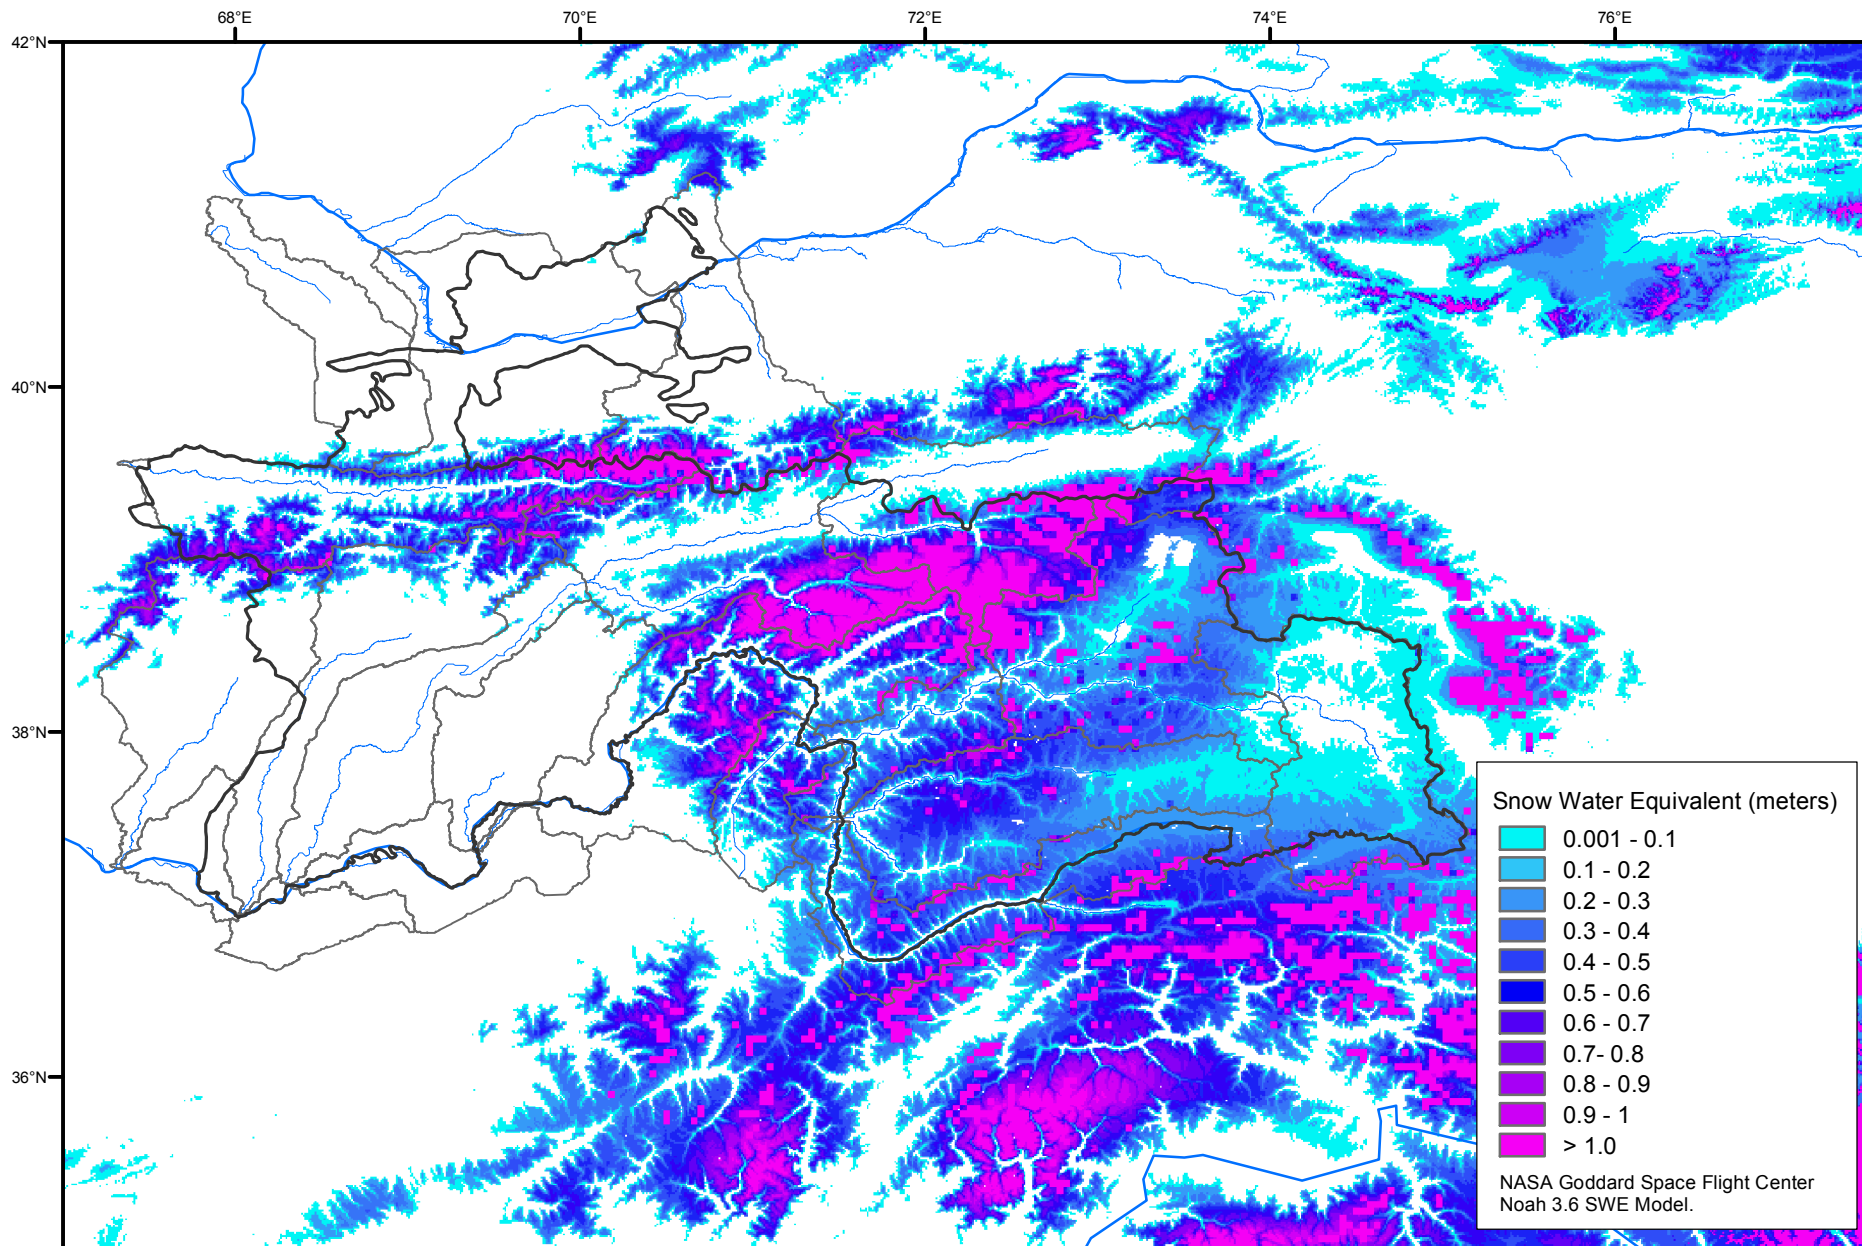 68°E
70°E
72°E
74°E
76°E
42°N
40°N
38°N
36°N
Snow Water Equivalent (meters)
0.001 - 0.1
0.1 - 0.2
0.2 - 0.3
0.3 - 0.4
0.4 - 0.5
0.5 - 0.6
0.6 - 0.7
0.7- 0.8
0.8 - 0.9
0.9 - 1
> 1.0
NASA Goddard Space Flight Center
Noah 3.6 SWE Model.